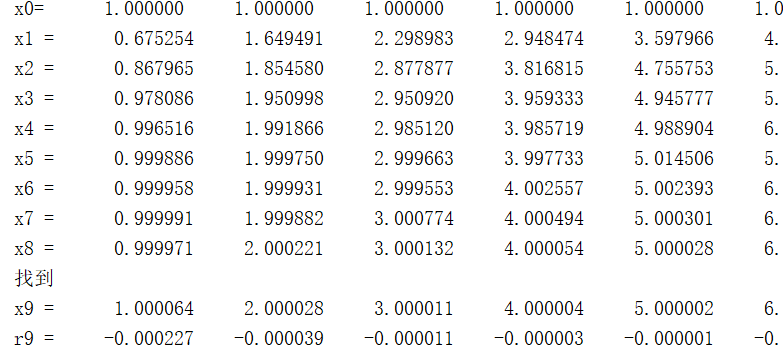 x0= 1.000000 1.000000 1.000000 1.000000 1.000000 1.0
x1 = 0.675254 1.649491 2.298983 2.948474 3.597966 4.
x2 = 0.867965 1.854580 2.877877 3.816815 4.755753 5.
x3 = 0.978086 1.950998 2.950920 3.959333 4.945777 5.
x4 = 0.996516 1.991866 2.985120 3.985719 4.988904 6.
x5 = 0.999886 1.999750 2.999663 3.997733 5.014506 5.
x6 = 0.999958 1.999931 2.999553 4.002557 5.002393 6.
x7 = 0.999991 1.999882 3.000774 4.000494 5.000301 6.
x8 = 0.999971 2.000221 3.000132 4.000054 5.000028 6.
找到
x9 = 1.000064 2.000028 3.000011 4.000004 5.000002 6.
r9 = -0.000227 -0.000039 -0.000011 -0.000003 -0.000001 -0.